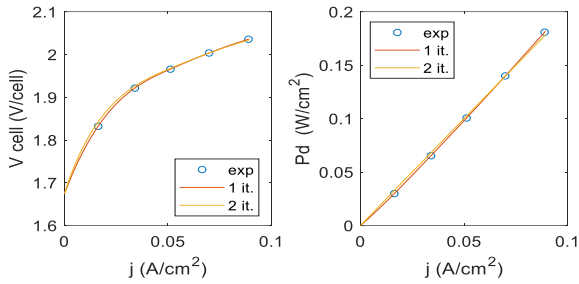 2.1
2
1.9
1.8
1.7
1.6
V cell (V/cell)
exp
1 it.
2 it.
0
0.05
0.1
j (A/cm²)
0.2
0.15
0.1
0.05
0
Pd (W/cm²)
exp
1 it.
2 it.
0
0.05
0.1
j (A/cm²)